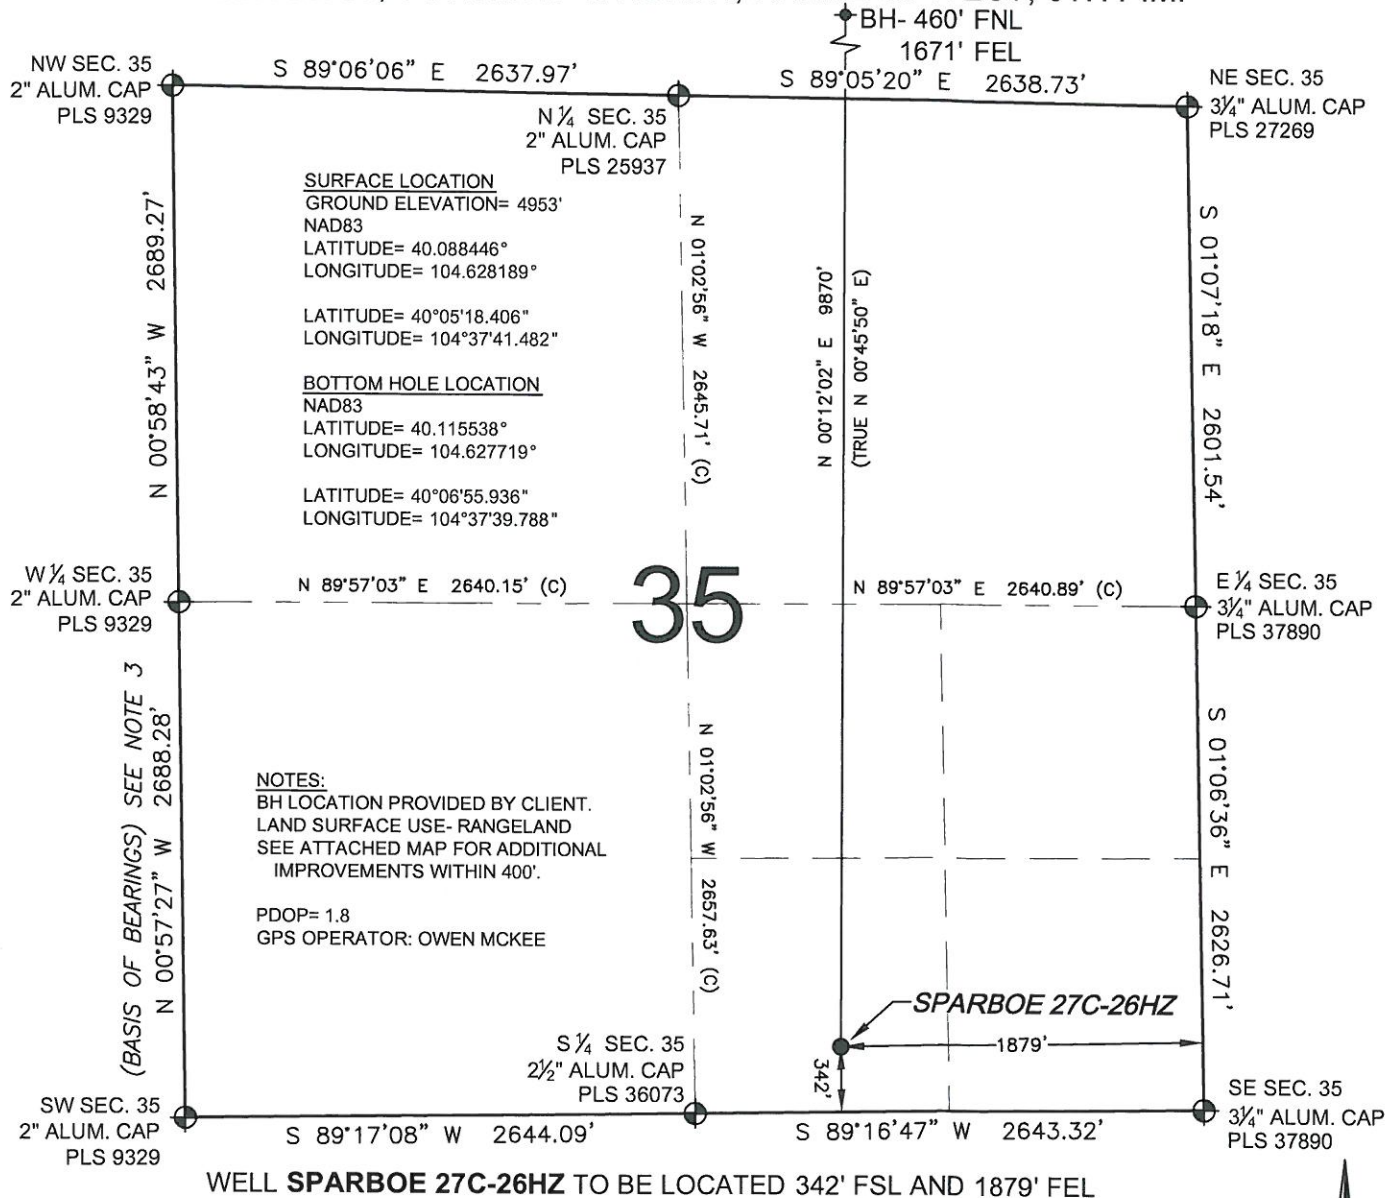 BH- 460' FNL
1671' FEL
NW SEC. 35
2" ALUM. CAP
PLS 9329
S 89°06'06" E 2637.97'
S 89°05'20" E 2638.73'
NE SEC. 35
3¼" ALUM. CAP
PLS 27269
N ¼ SEC. 35
2" ALUM. CAP
PLS 25937
SURFACE LOCATION
GROUND ELEVATION= 4953'
NAD83
LATITUDE= 40.088446°
LONGITUDE= 104.628189°
LATITUDE= 40°05'18.406"
LONGITUDE= 104°37'41.482"
BOTTOM HOLE LOCATION
NAD83
LATITUDE= 40.115538°
LONGITUDE= 104.627719°
LATITUDE= 40°06'55.936"
LONGITUDE= 104°37'39.788"
N 00°58'43" W 2689.27'
N 01°02'56" W 2645.71' (C)
N 00°12'02" E 9870'
(TRUE N 00°45'50" E)
S 01°07'18" E 2601.54'
W ¼ SEC. 35
2" ALUM. CAP
PLS 9329
N 89°57'03" E 2640.15' (C)
35
N 89°57'03" E 2640.89' (C)
E ¼ SEC. 35
3¼" ALUM. CAP
PLS 37890
(BASIS OF BEARINGS) SEE NOTE 3
N 00°57'27" W 2688.28'
NOTES:
BH LOCATION PROVIDED BY CLIENT.
LAND SURFACE USE- RANGELAND
SEE ATTACHED MAP FOR ADDITIONAL
IMPROVEMENTS WITHIN 400'.
PDOP= 1.8
GPS OPERATOR: OWEN MCKEE
N 01°02'56" W 2657.63' (C)
S 01°06'36" E 2626.71'
SPARBOE 27C-26HZ
1879'
342'
S ¼ SEC. 35
2½" ALUM. CAP
PLS 36073
SW SEC. 35
2" ALUM. CAP
PLS 9329
SE SEC. 35
3¼" ALUM. CAP
PLS 37890
S 89°17'08" W 2644.09'
S 89°16'47" W 2643.32'
WELL SPARBOE 27C-26HZ TO BE LOCATED 342' FSL AND 1879' FEL